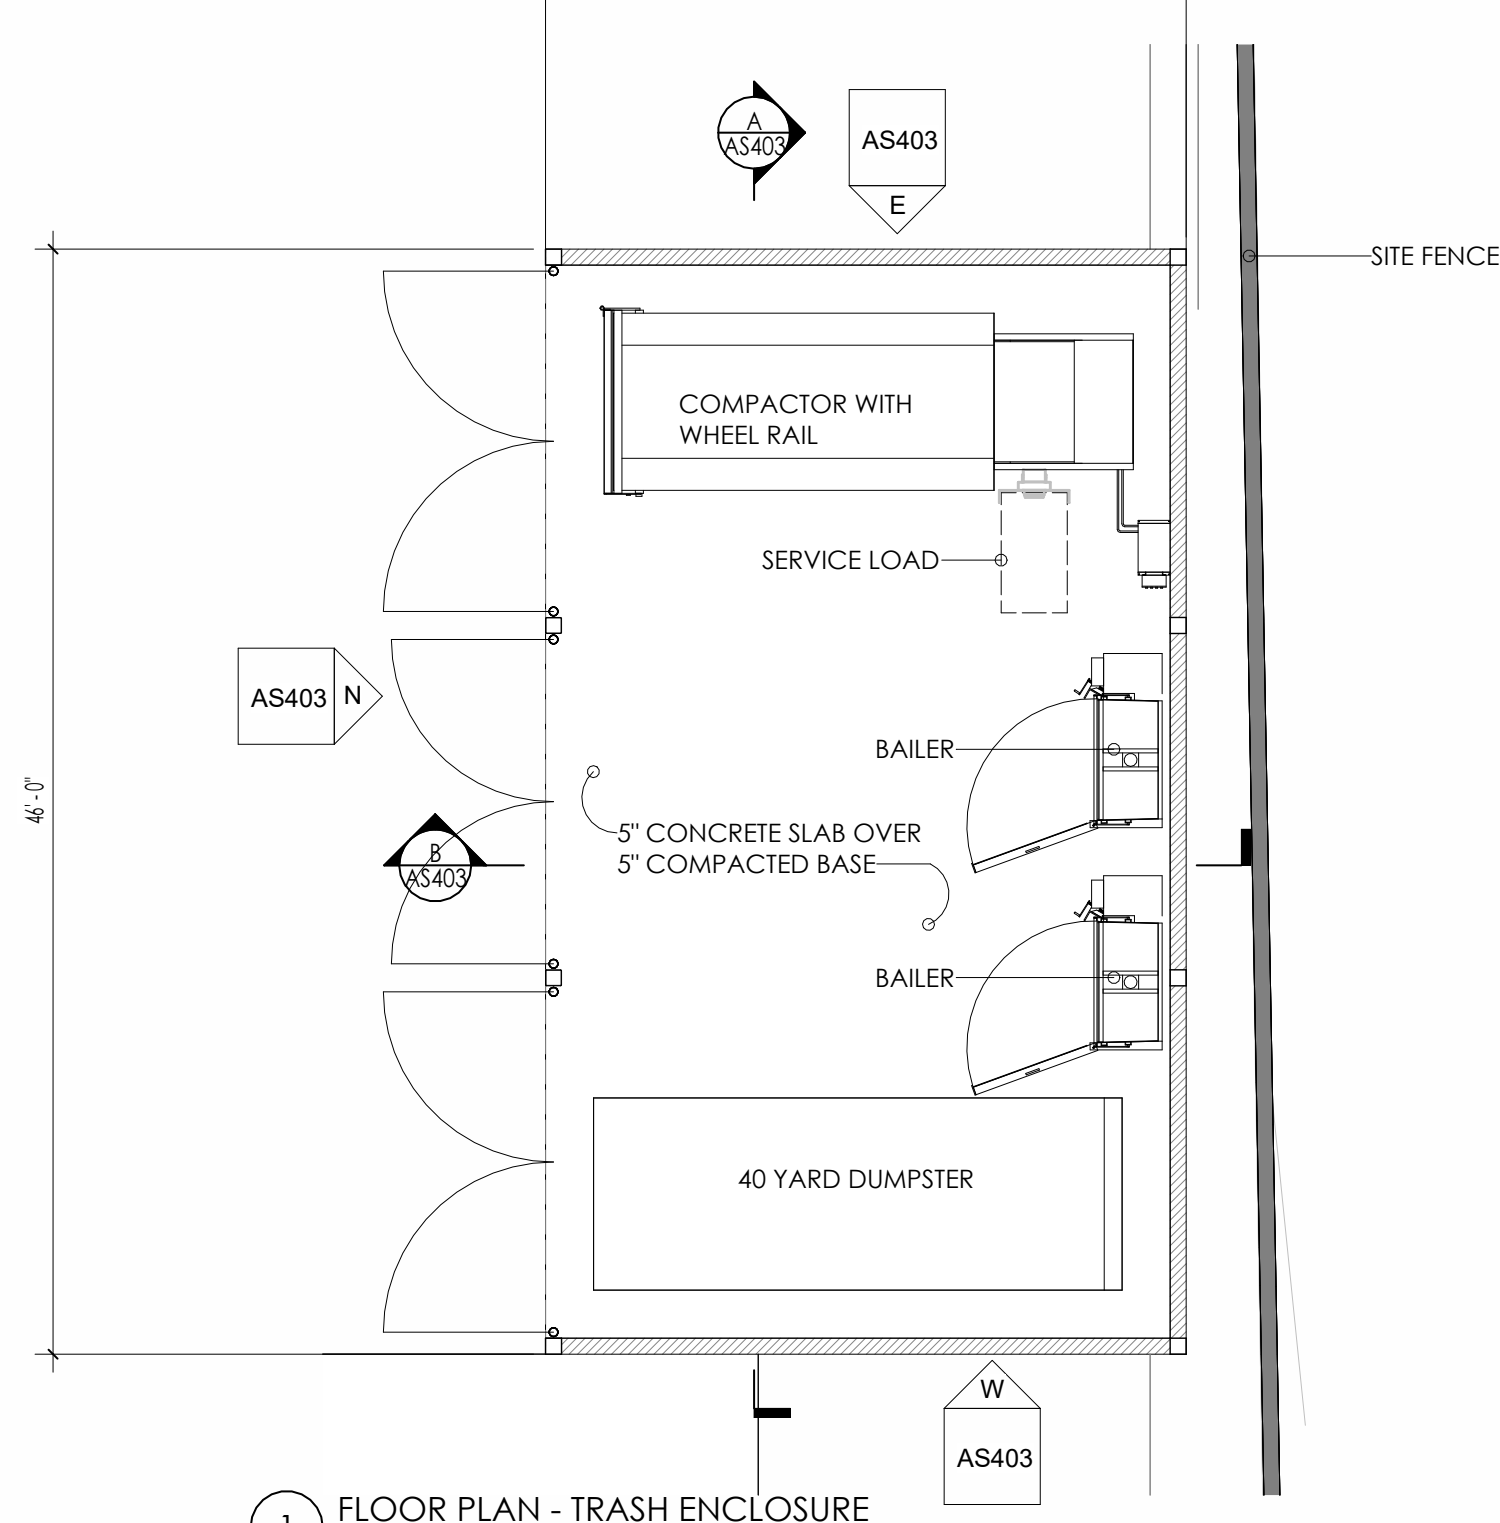 A
AS403
AS403
E
SITE FENCE
COMPACTOR WITH
WHEEL RAIL
SERVICE LOAD
AS403
N
BAILER
46' - 0"
5" CONCRETE SLAB OVER
5" COMPACTED BASE
B
AS403
BAILER
40 YARD DUMPSTER
W
AS403
1
FLOOR PLAN - TRASH ENCLOSURE